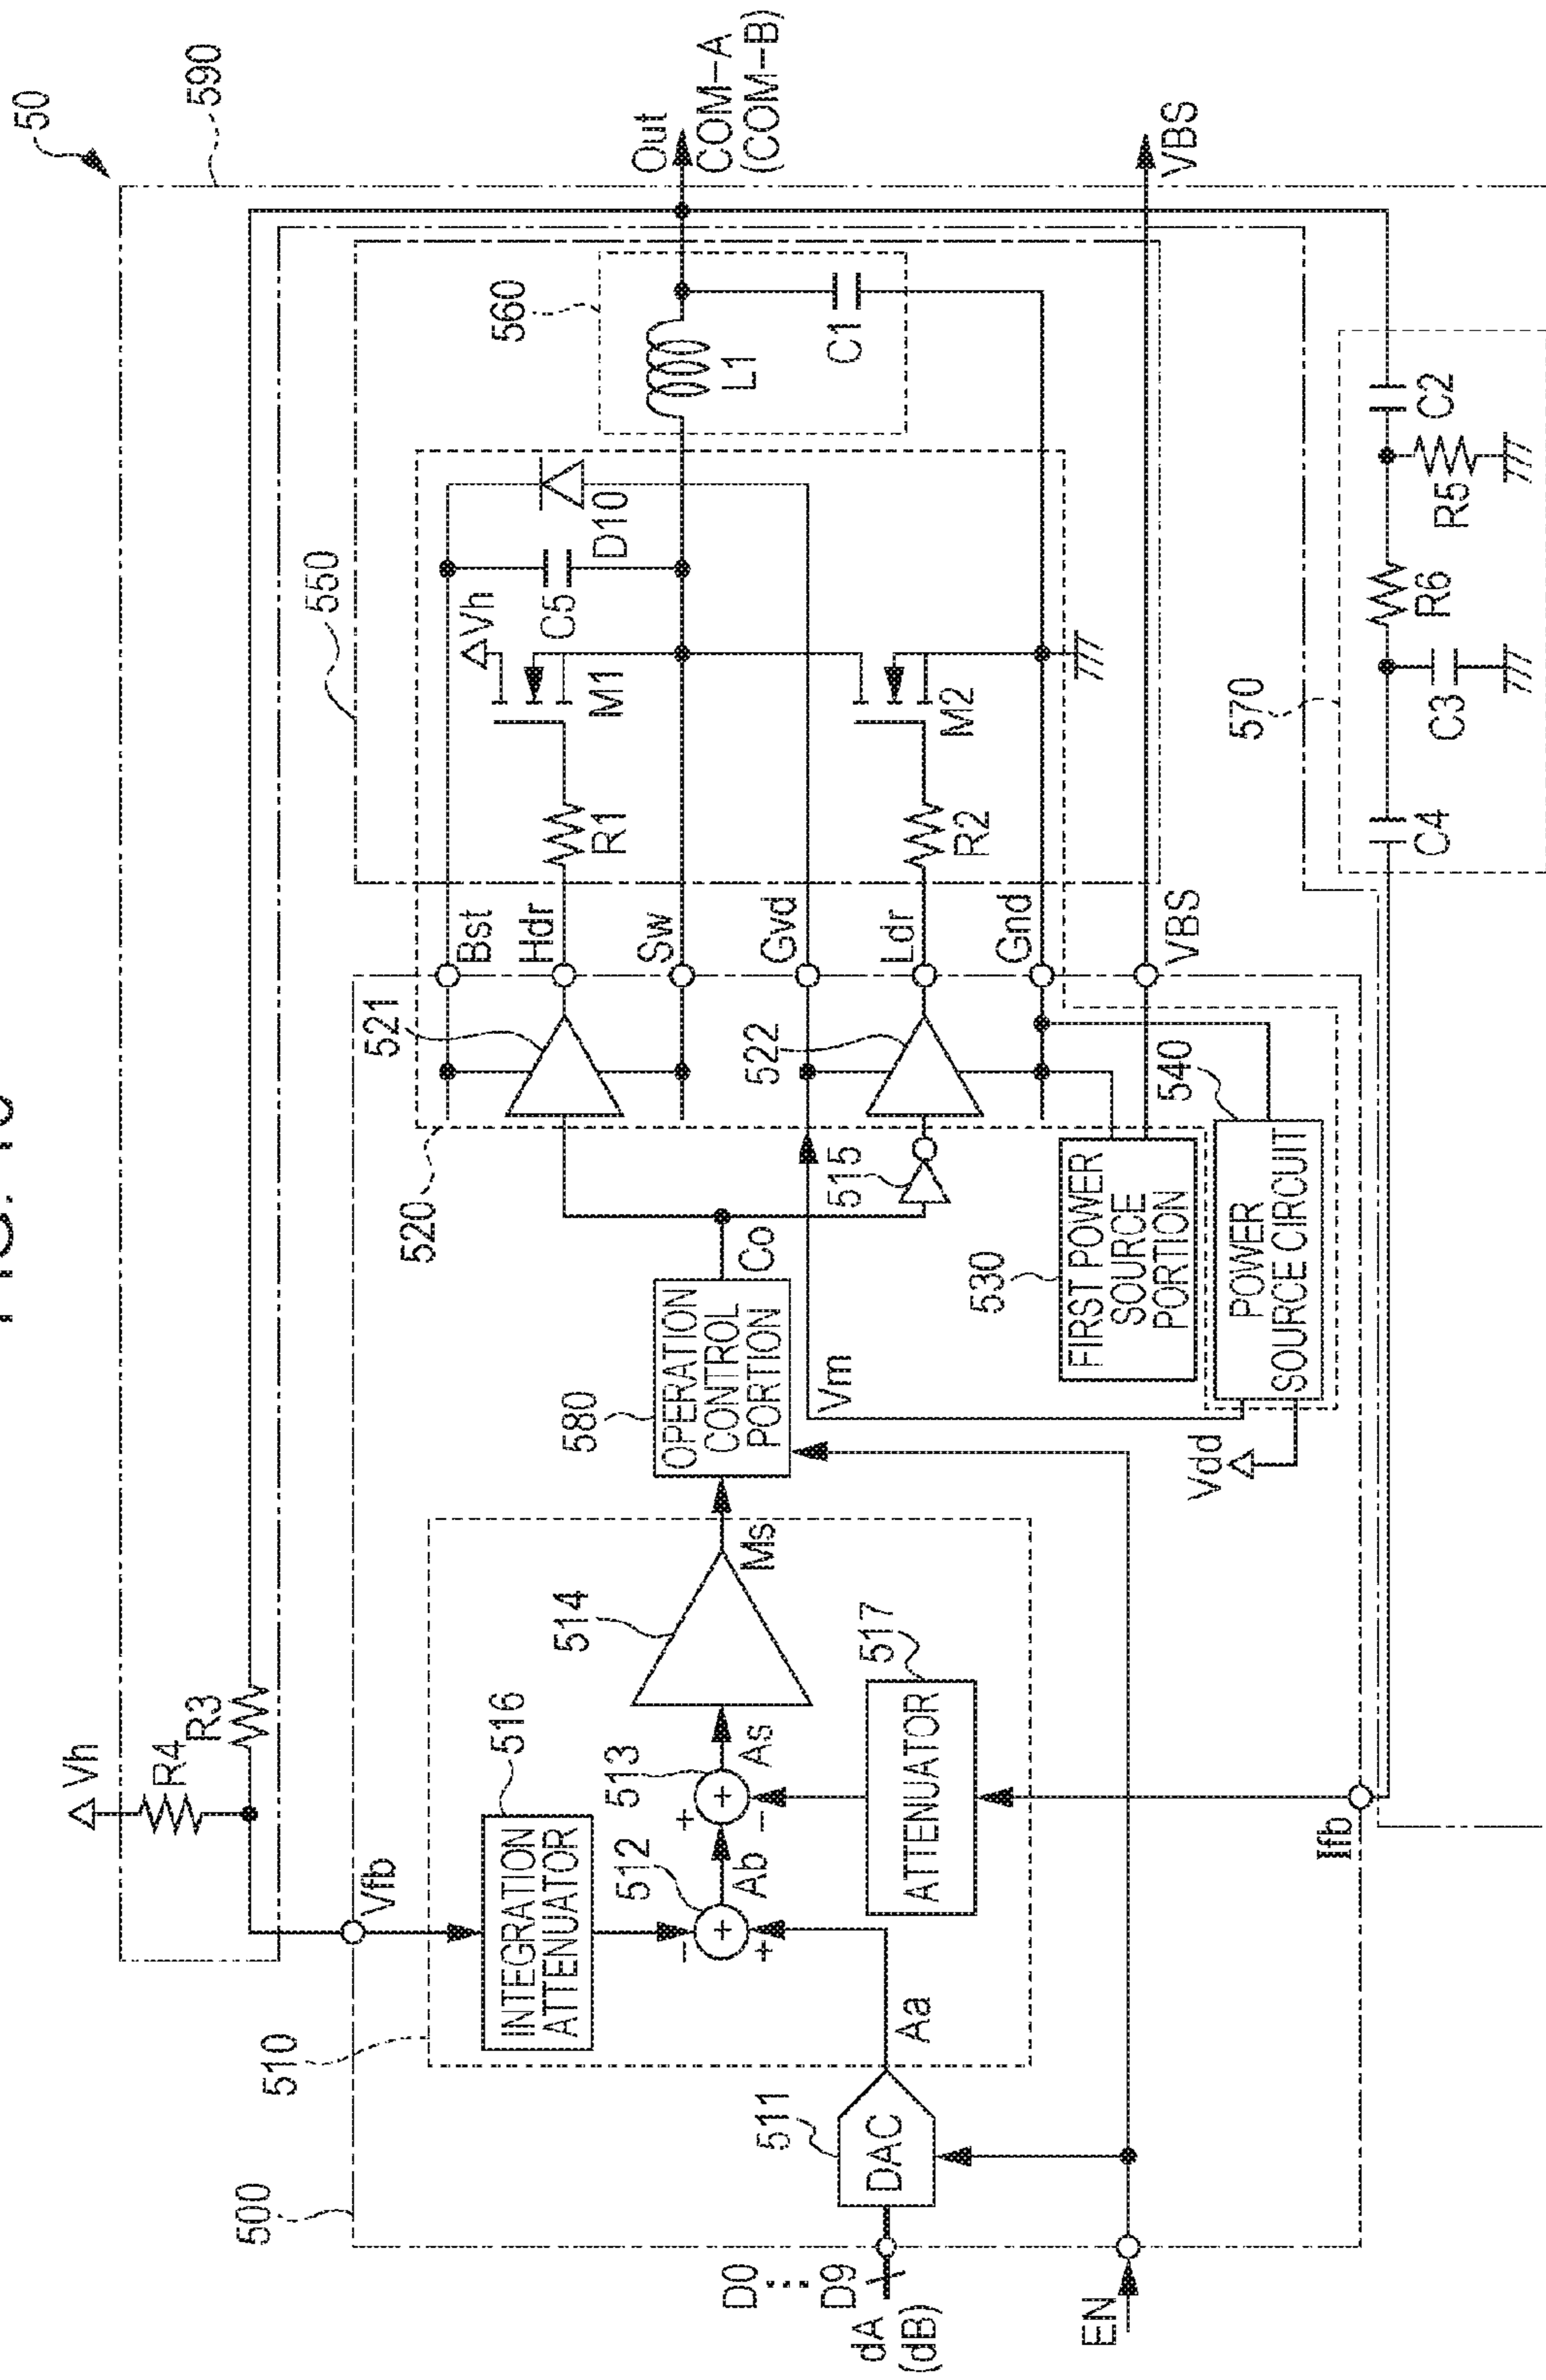 50
590
Vh
R4
R3
Out
COM-A
(COM-B)
VBS
500
510
Vfb
INTEGRATION
ATTENUATOR
516
512
513
Ab
As
514
Ms
ATTENUATOR
517
Aa
511
DAC
D0
D9
dA
(dB)
EN
Ifb
580
OPERATION
CONTROL
PORTION
Co
515
Vm
Vdd
520
521
522
530
FIRST POWER
SOURCE
PORTION
540
POWER
SOURCE CIRCUIT
Bst
Hdr
Sw
Gvd
Ldr
Gnd
VBS
550
R1
R2
M1
M2
Vh
C5
D10
560
L1
C1
570
C4
C3
R6
R5
C2